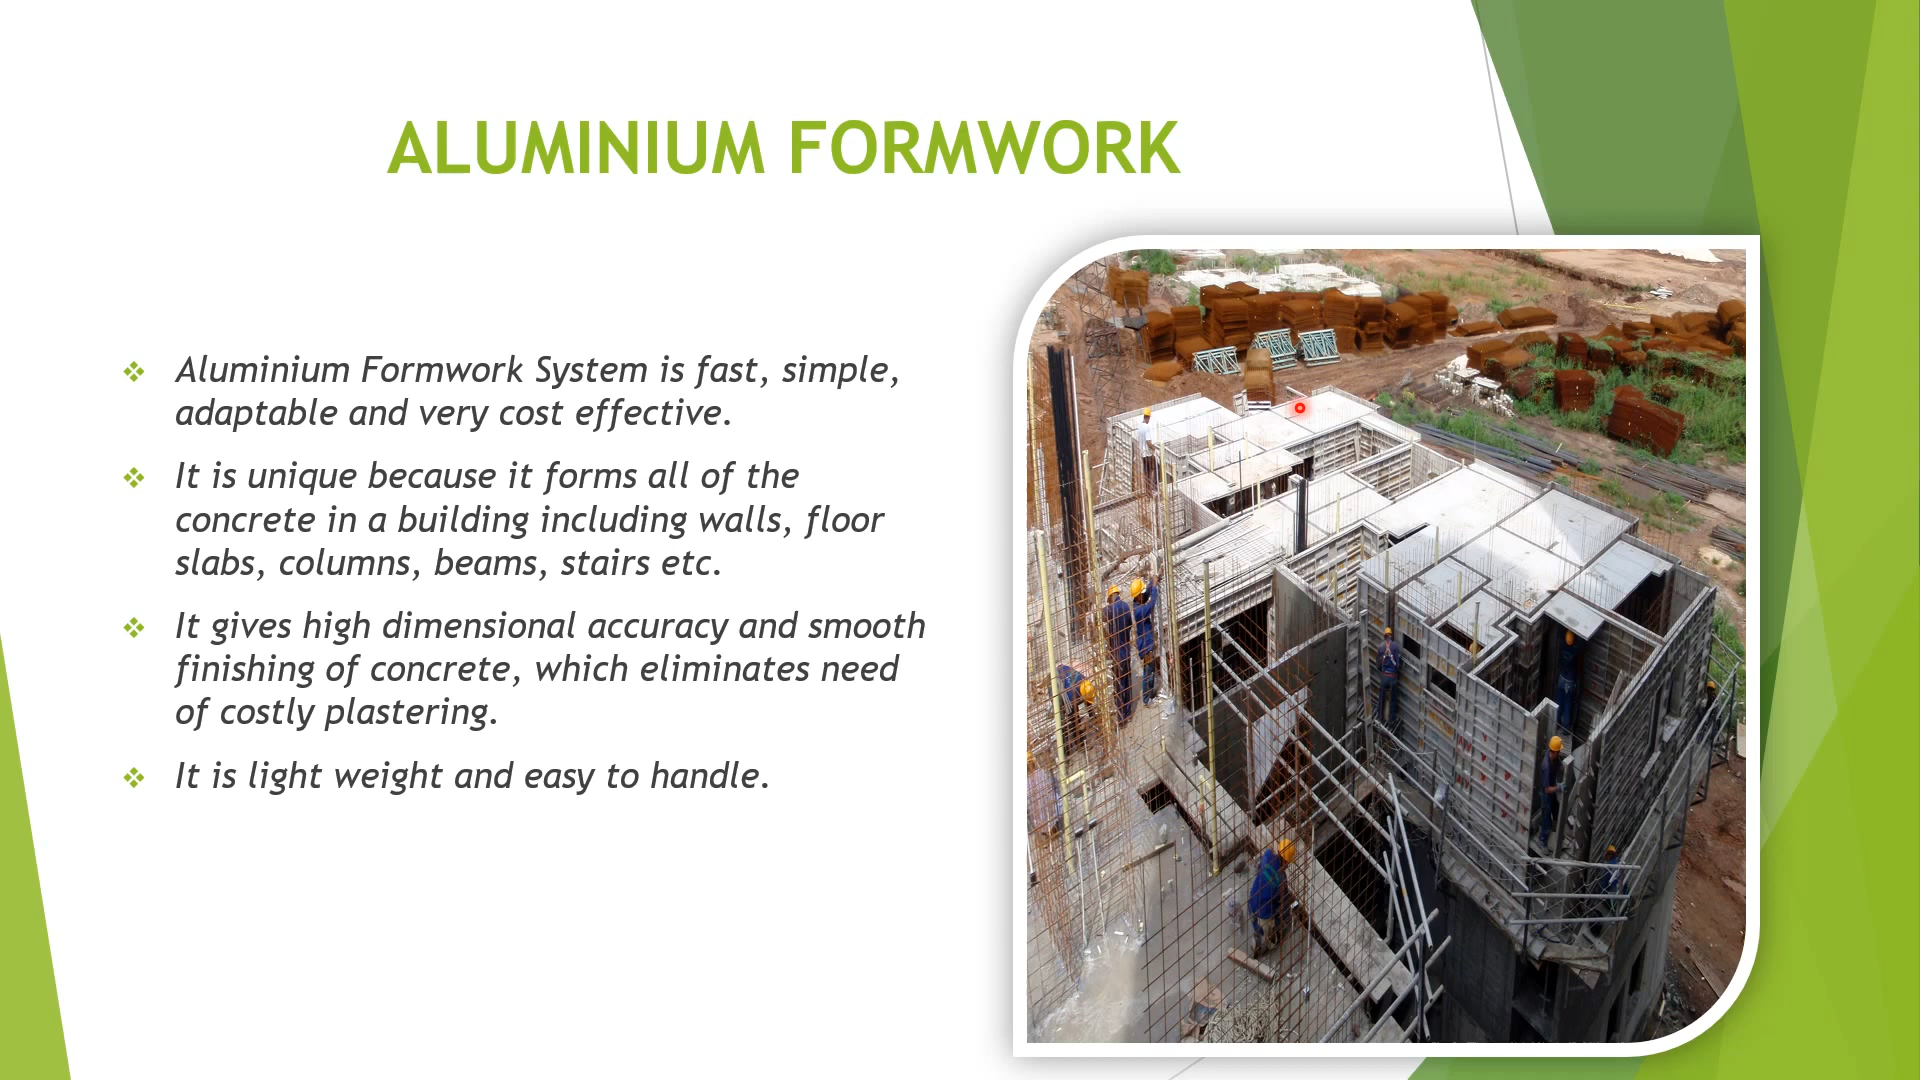 ALUMINIUM FORMWORK
Aluminium Formwork System is fast, simple,
adaptable and very cost effective.
It is unique because it forms all of the
concrete in a building including walls, floor
slabs, columns, beams, stairs etc.
It gives high dimensional accuracy and smooth
finishing of concrete, which eliminates need
of costly plastering.
It is light weight and easy to handle.